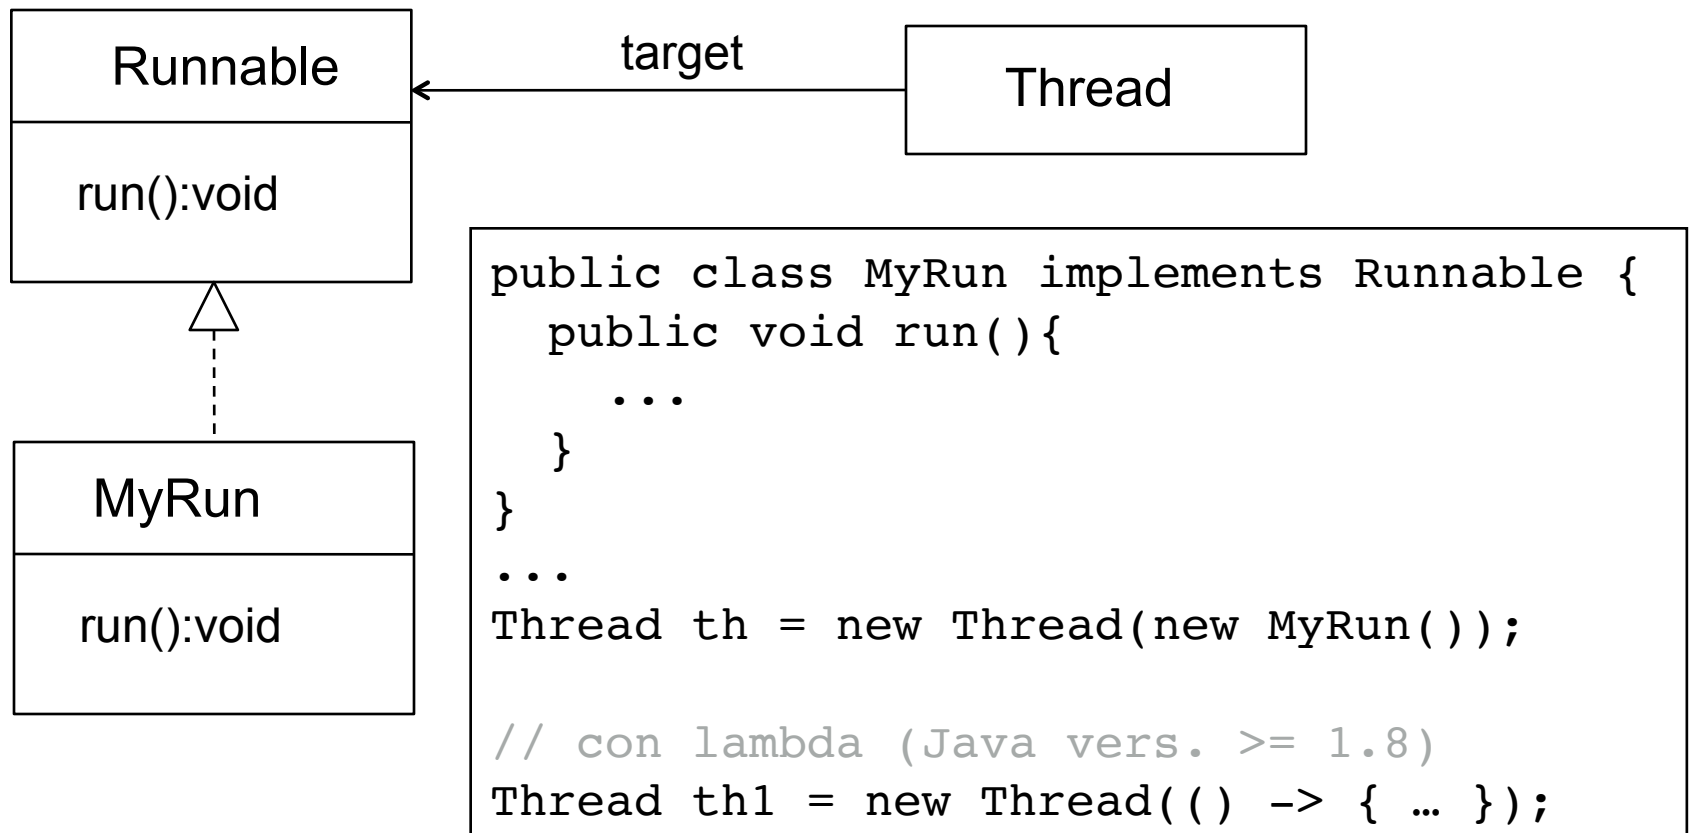 Runnable
run():void
target
Thread
MyRun
run():void
public class MyRun implements Runnable {
  public void run(){
    ...
  }
}
...
Thread th = new Thread(new MyRun());

// con lambda (Java vers. >= 1.8)
Thread th1 = new Thread(() -> { … });